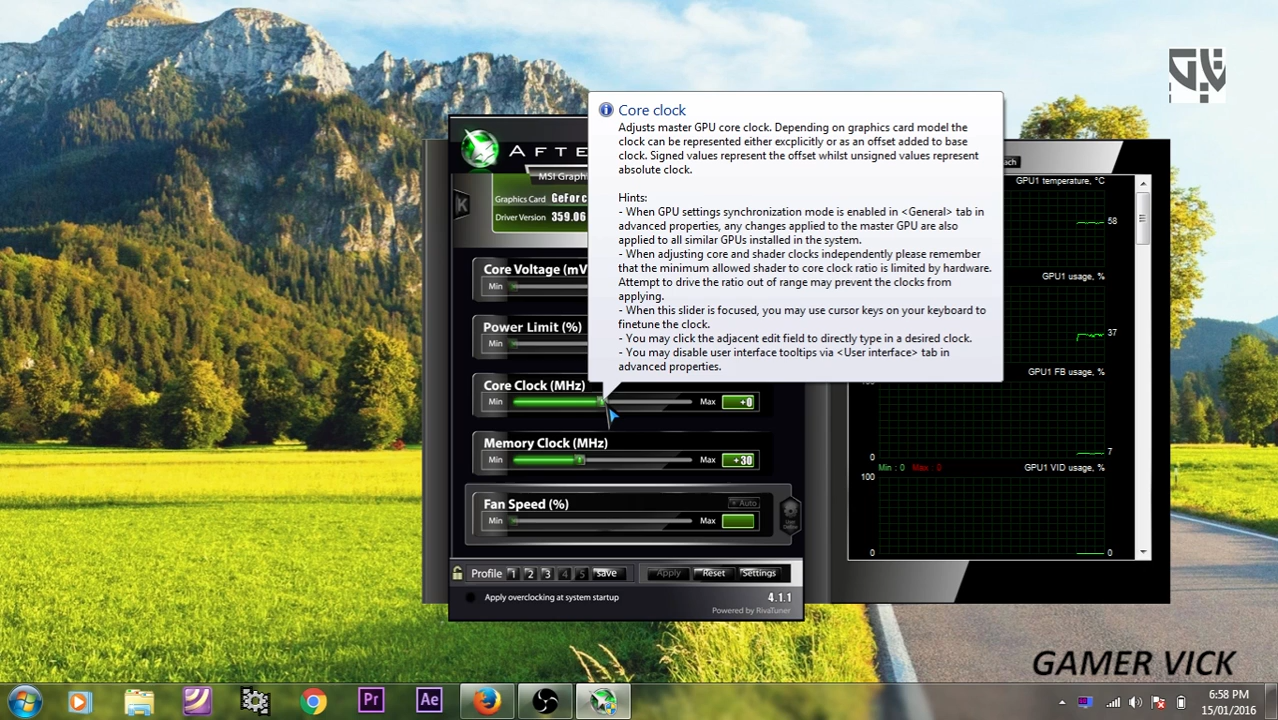 Core clock
Adjusts master GPU core clock. Depending on graphics card model the
clock can be represented either excplicitly or as an offset added to base
clock. Signed values represent the offset whilst unsigned values represent
absolute clock.
Hints:
- When GPU settings synchronization mode is enabled in <General> tab in
advanced properties, any changes applied to the master GPU are also
applied to all similar GPUs installed in the system.
- When adjusting core and shader clocks independently please remember
that the minimum allowed shader to core clock ratio is limited by hardware.
Attempt to drive the ratio out of range may prevent the clocks from
applying.
- When this slider is focused, you may use cursor keys on your keyboard to
finetune the clock.
- You may click the adjacent edit field to directly type in a desired clock.
- You may disable user interface tooltips via <User interface> tab in
advanced properties.
AFTE
MSI Graphi
K
Graphics Card GeForc
Driver Version 359.06
Core Voltage (mV
Min
Power Limit (%)
Min
Core Clock (MHz)
Min Max +0
Memory Clock (MHz)
Min Max +30
Fan Speed (%) Auto
Min Max
User Define
Profile 1 2 3 4 5 save Apply Reset Settings
Apply overclocking at system startup 4.1.1
Powered by RivaTuner
ach
GPU1 temperature, °C
58
GPU1 usage, %
37
GPU1 FB usage, %
100
0 7
Min : 0 Max : 0 GPU1 VID usage, %
100
0 0
GV
GAMER VICK
Pr Ae
6:58 PM
15/01/2016